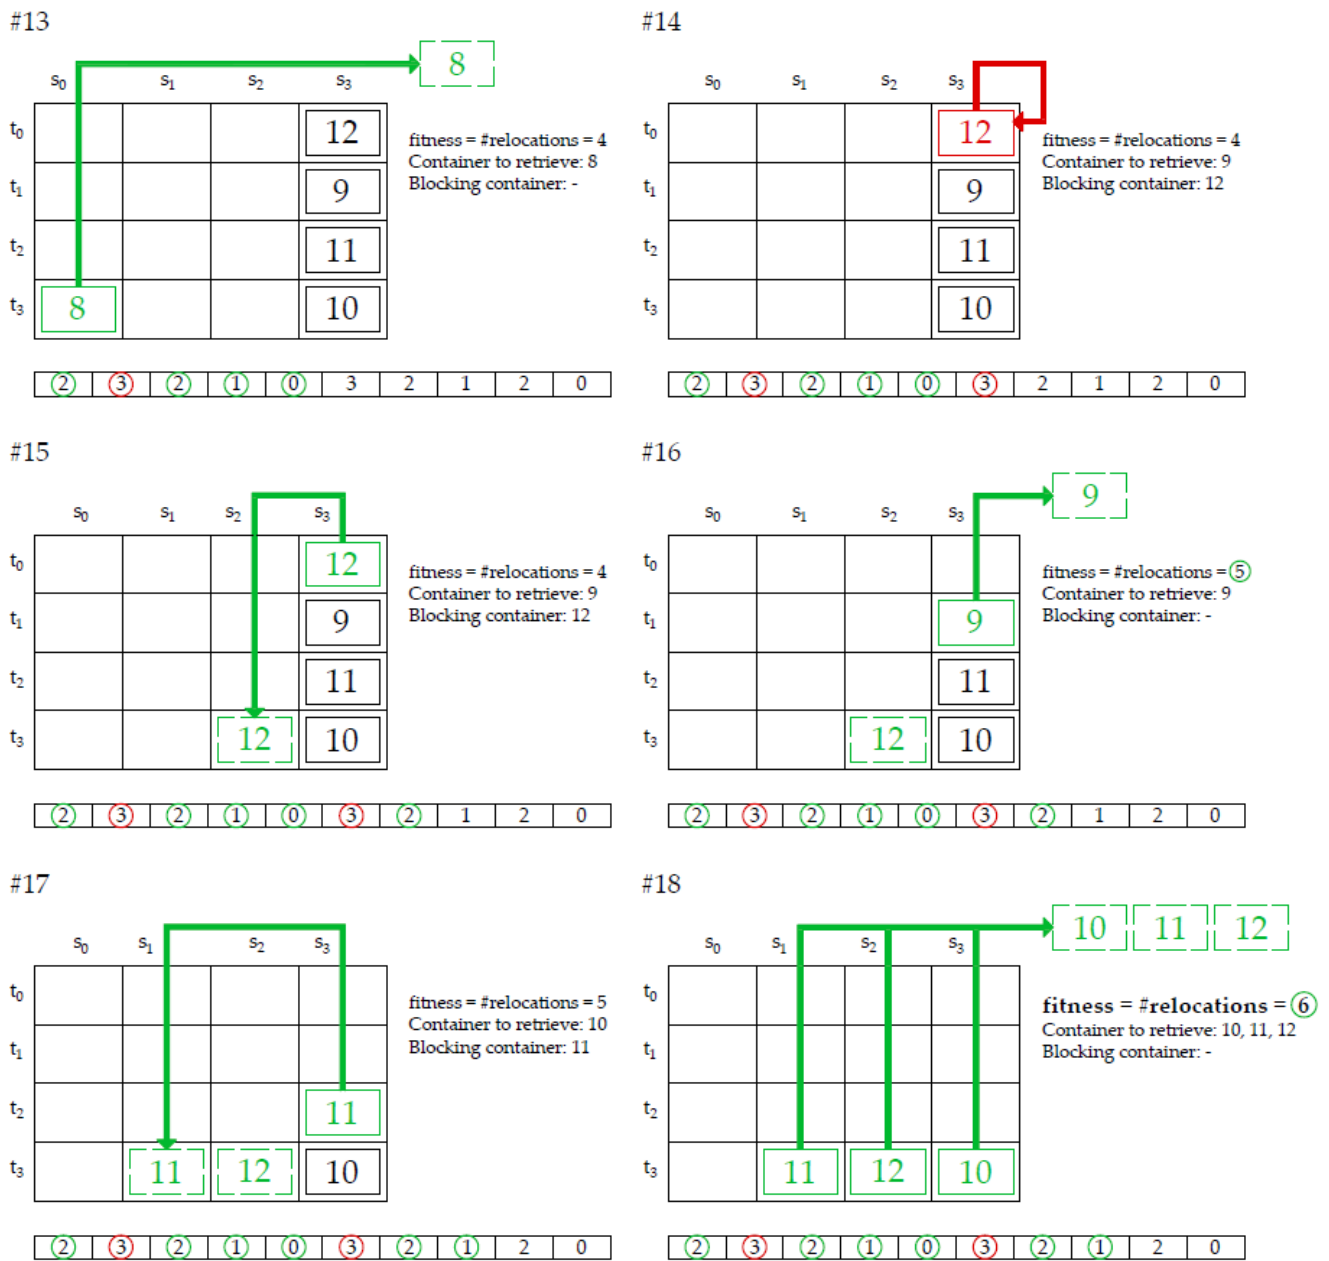 #13
8
s0 s1 s2 s3
t0 12
fitness = #relocations = 4
Container to retrieve: 8
Blocking container: -
t1 9
t2 11
t3 8 10
2 3 2 1 0 3 2 1 2 0
#14
s0 s1 s2 s3
t0 12
fitness = #relocations = 4
Container to retrieve: 9
Blocking container: 12
t1 9
t2 11
t3 10
2 3 2 1 0 3 2 1 2 0
#15
s0 s1 s2 s3
t0 12
fitness = #relocations = 4
Container to retrieve: 9
Blocking container: 12
t1 9
t2 11
t3 12 10
2 3 2 1 0 3 2 1 2 0
#16
9
s0 s1 s2 s3
t0
fitness = #relocations = 5
Container to retrieve: 9
Blocking container: -
t1 9
t2 11
t3 12 10
2 3 2 1 0 3 2 1 2 0
#17
s0 s1 s2 s3
t0
fitness = #relocations = 5
Container to retrieve: 10
Blocking container: 11
t1
t2 11
t3 11 12 10
2 3 2 1 0 3 2 1 2 0
#18
10 11 12
s0 s1 s2 s3
t0
fitness = #relocations = 6
Container to retrieve: 10, 11, 12
Blocking container: -
t1
t2
t3 11 12 10
2 3 2 1 0 3 2 1 2 0